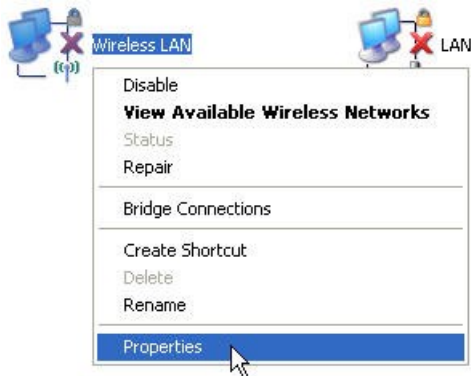 Wireless LAN
LAN
Disable
View Available Wireless Networks
Status
Repair
Bridge Connections
Create Shortcut
Delete
Rename
Properties